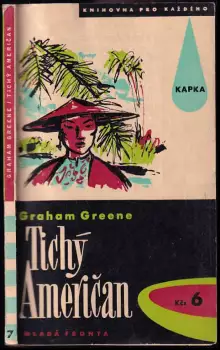 GRAHAM GREENE / TICHÝ AMERIČAN
7
KNIHOVNA PRO KAŽDÉHO
KAPKA
Graham Greene
Tichý
Američan
Kčs 6
MLADÁ FRONTA